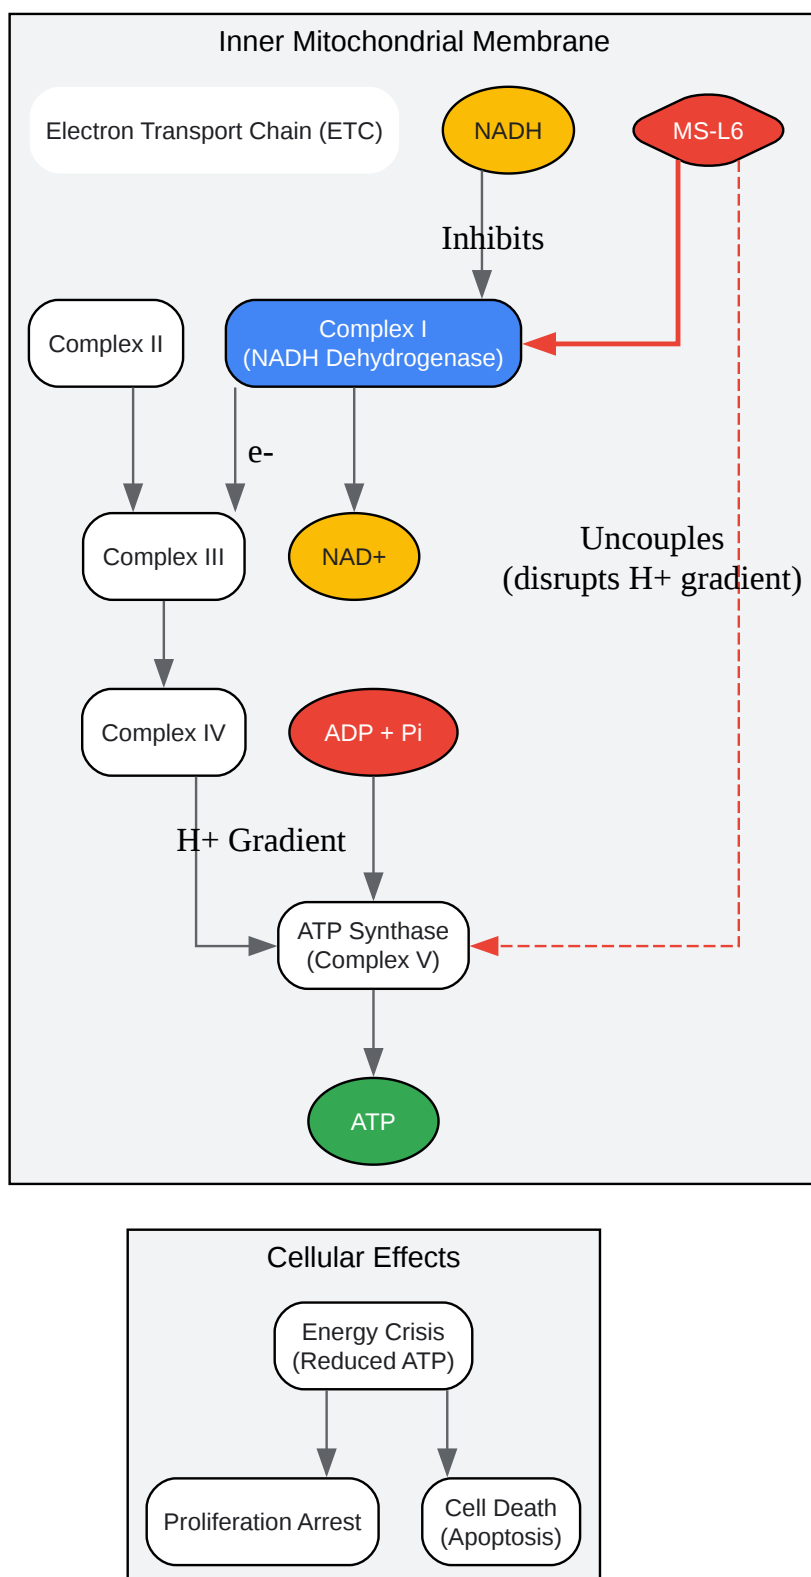 Inner Mitochondrial Membrane
Electron Transport Chain (ETC)
NADH
MS-L6
Inhibits
Complex II
Complex I
(NADH Dehydrogenase)
e-
Complex III
NAD+
Uncouples
(disrupts H+ gradient)
Complex IV
ADP + Pi
H+ Gradient
ATP Synthase
(Complex V)
ATP
Cellular Effects
Energy Crisis
(Reduced ATP)
Proliferation Arrest
Cell Death
(Apoptosis)